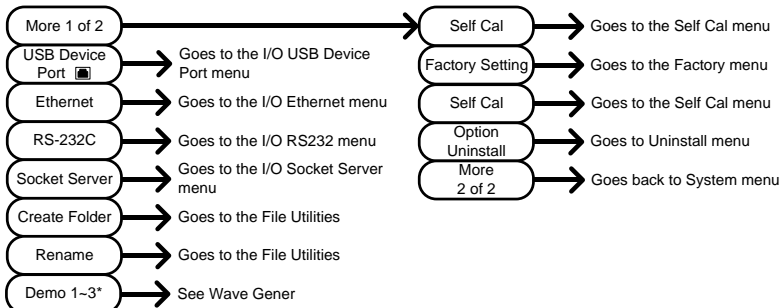 More 1 of 2
USB Device
Port
Goes to the I/O USB Device
Port menu
Ethernet
Goes to the I/O Ethernet menu
RS-232C
Goes to the I/O RS232 menu
Socket Server
Goes to the I/O Socket Server
menu
Create Folder
Goes to the File Utilities
Rename
Goes to the File Utilities
Demo 1~3*
See Wave Gener
Self Cal
Goes to the Self Cal menu
Factory Setting
Goes to the Factory menu
Self Cal
Goes to the Self Cal menu
Option
Uninstall
Goes to Uninstall menu
More
2 of 2
Goes back to System menu